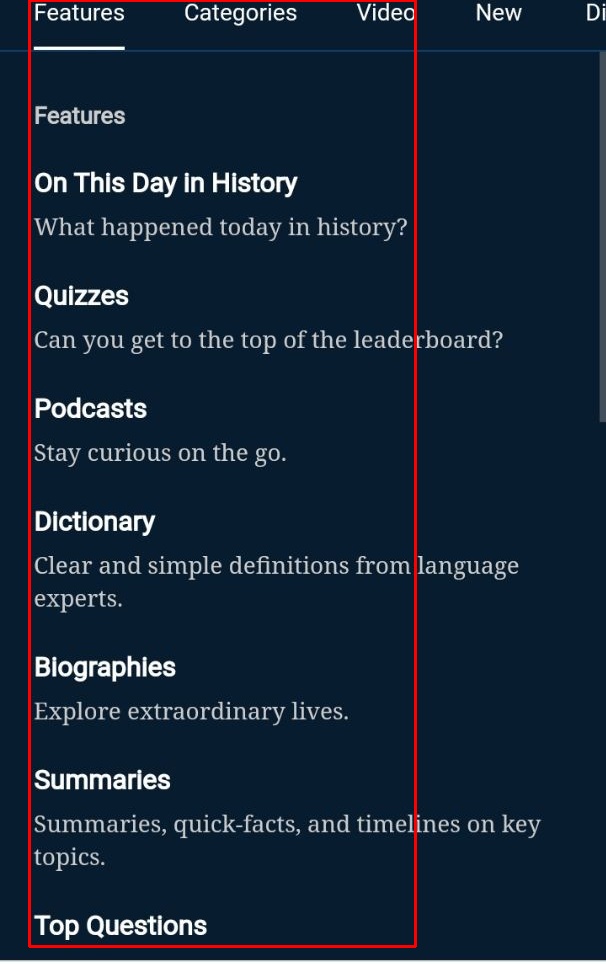 Features Categories Video New Di
Features
On This Day in History
What happened today in history?
Quizzes
Can you get to the top of the leaderboard?
Podcasts
Stay curious on the go.
Dictionary
Clear and simple definitions from language
experts.
Biographies
Explore extraordinary lives.
Summaries
Summaries, quick-facts, and timelines on key
topics.
Top Questions